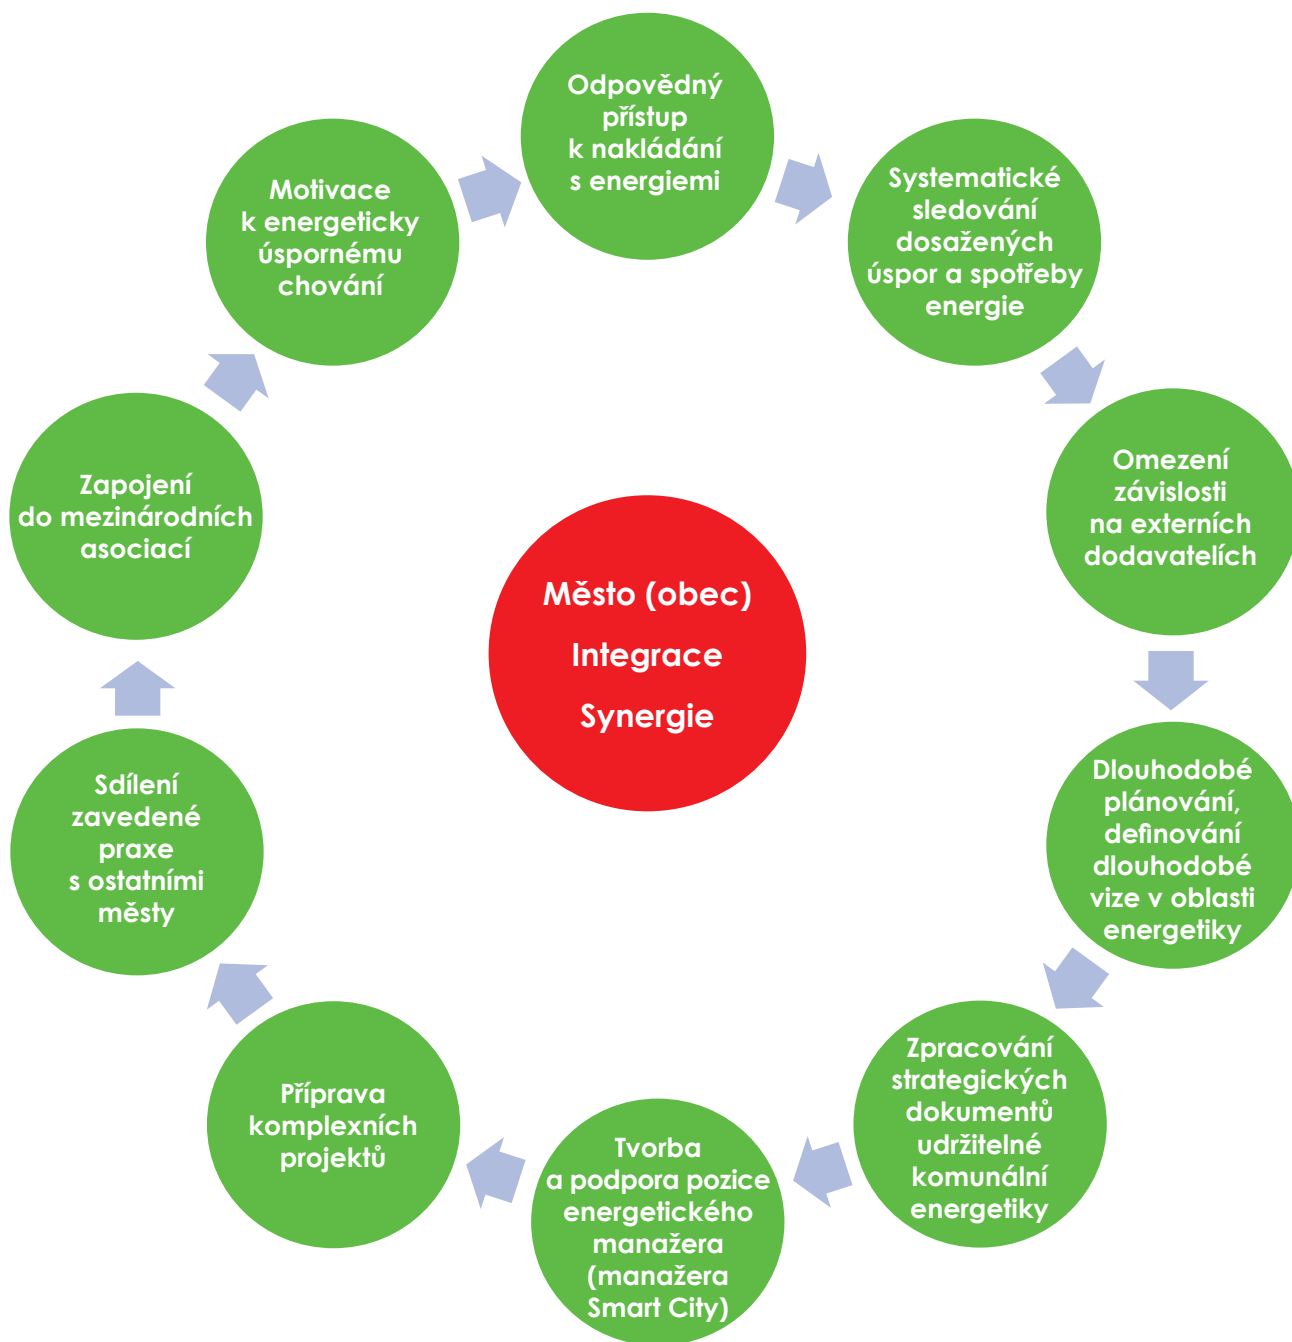 Odpovědný
přístup
k nakládání
s energiemi
Systematické
sledování
dosažených
úspor a spotřeby
energie
Omezení
závislosti
na externích
dodavatelích
Dlouhodobé
plánování,
definování
dlouhodobé
vize v oblasti
energetiky
Zpracování
strategických
dokumentů
udržitelné
komunální
energetiky
Tvorba
a podpora pozice
energetického
manažera
(manažera
Smart City)
Příprava
komplexních
projektů
Sdílení
zavedené
praxe
s ostatními
městy
Zapojení
do mezinárodních
asociací
Motivace
k energeticky
úspornému
chování
Město (obec)
Integrace
Synergie